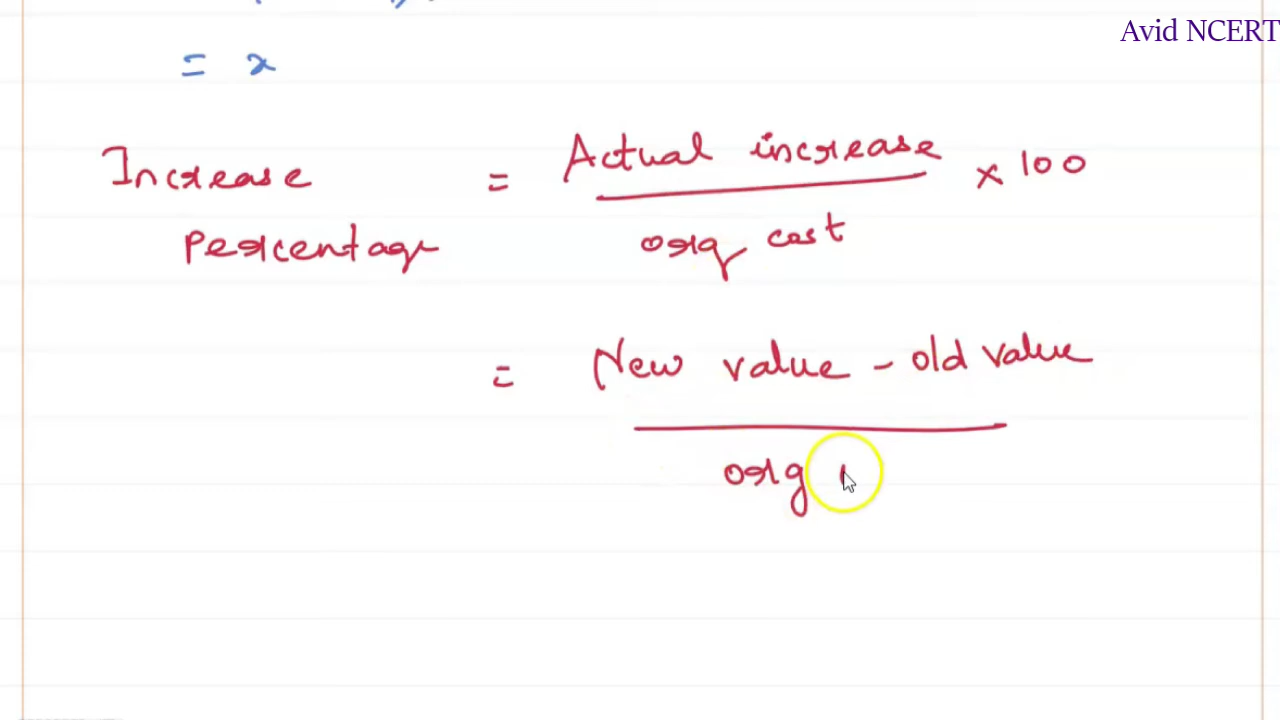 Avid NCERT
= x
Increase Percentage = Actual increase / orig cost × 100
= New value - old value / orig